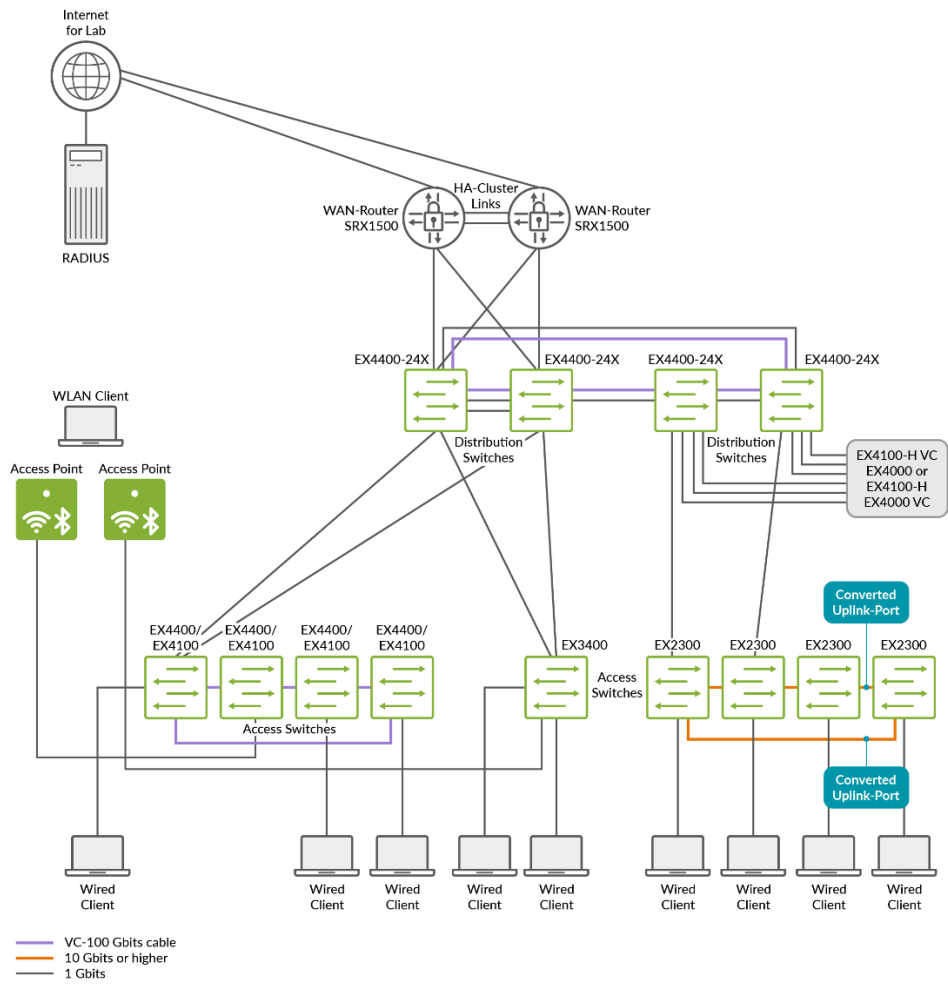 Internet
for Lab
RADIUS
HA-Cluster
Links
WAN-Router
SRX1500
WAN-Router
SRX1500
EX4400-24X
EX4400-24X
EX4400-24X
EX4400-24X
Distribution
Switches
Distribution
Switches
EX4100-H VC
EX4000 or
EX4100-H
EX4000 VC
WLAN Client
Access Point
Access Point
EX4400/
EX4100
EX4400/
EX4100
EX4400/
EX4100
EX4400/
EX4100
Access Switches
EX3400
Access
Switches
EX2300
EX2300
EX2300
EX2300
Converted
Uplink-Port
Converted
Uplink-Port
Wired
Client
Wired
Client
Wired
Client
Wired
Client
Wired
Client
Wired
Client
Wired
Client
Wired
Client
Wired
Client
VC-100 Gbits cable
10 Gbits or higher
1 Gbits